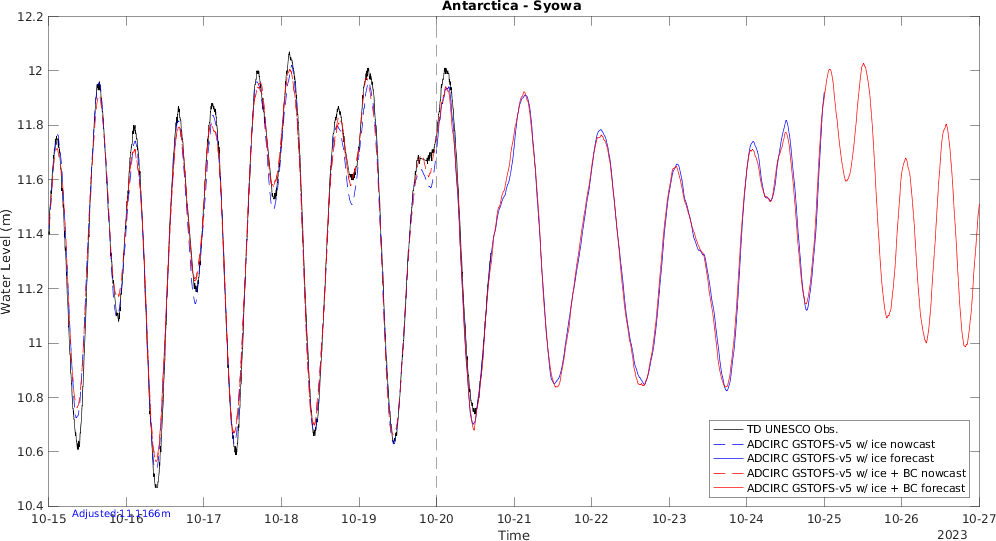 Antarctica - Syowa
12.2
12
11.8
11.6
11.4
11.2
11
10.8
10.6
10.4
Water Level (m)
TD UNESCO Obs.
ADCIRC GSTOFS-v5 w/ ice nowcast
ADCIRC GSTOFS-v5 w/ ice forecast
ADCIRC GSTOFS-v5 w/ ice + BC nowcast
ADCIRC GSTOFS-v5 w/ ice + BC forecast
Adjusted:11.1166m
10-15 10-16 10-17 10-18 10-19 10-20 10-21 10-22 10-23 10-24 10-25 10-26 10-27
Time
2023